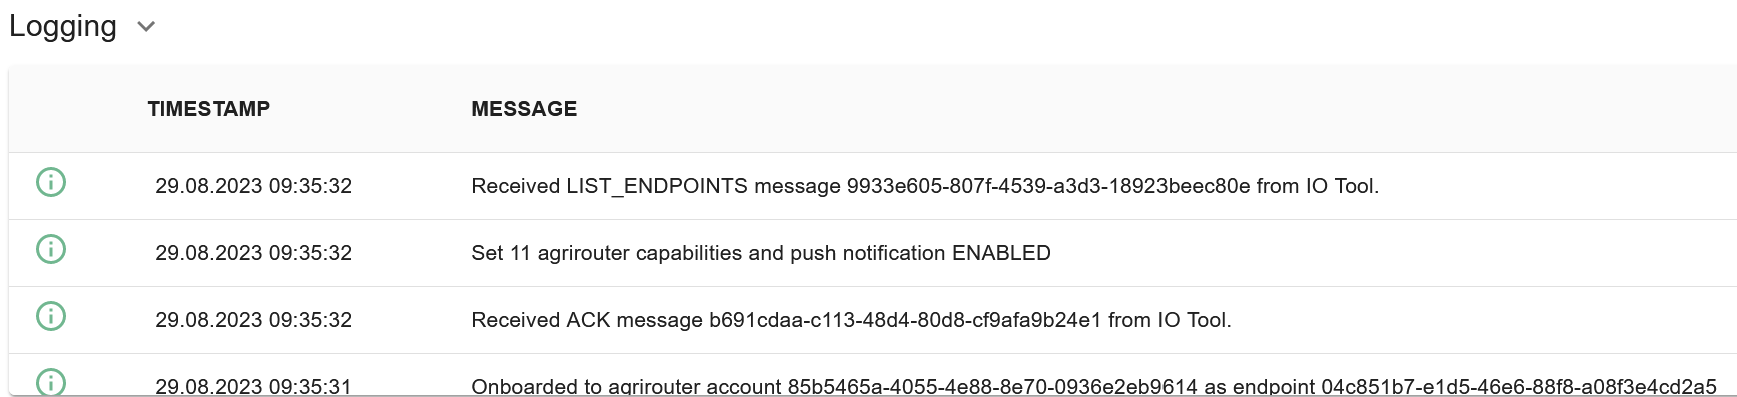 Logging
TIMESTAMP MESSAGE
29.08.2023 09:35:32 Received LIST_ENDPOINTS message 9933e605-807f-4539-a3d3-18923beec80e from IO Tool.
29.08.2023 09:35:32 Set 11 agrirouter capabilities and push notification ENABLED
29.08.2023 09:35:32 Received ACK message b691cdaa-c113-48d4-80d8-cf9afa9b24e1 from IO Tool.
29.08.2023 09:35:31 Onboarded to agrirouter account 85b5465a-4055-4e88-8e70-0936e2eb9614 as endpoint 04c851b7-e1d5-46e6-88f8-a08f3e4cd2a5